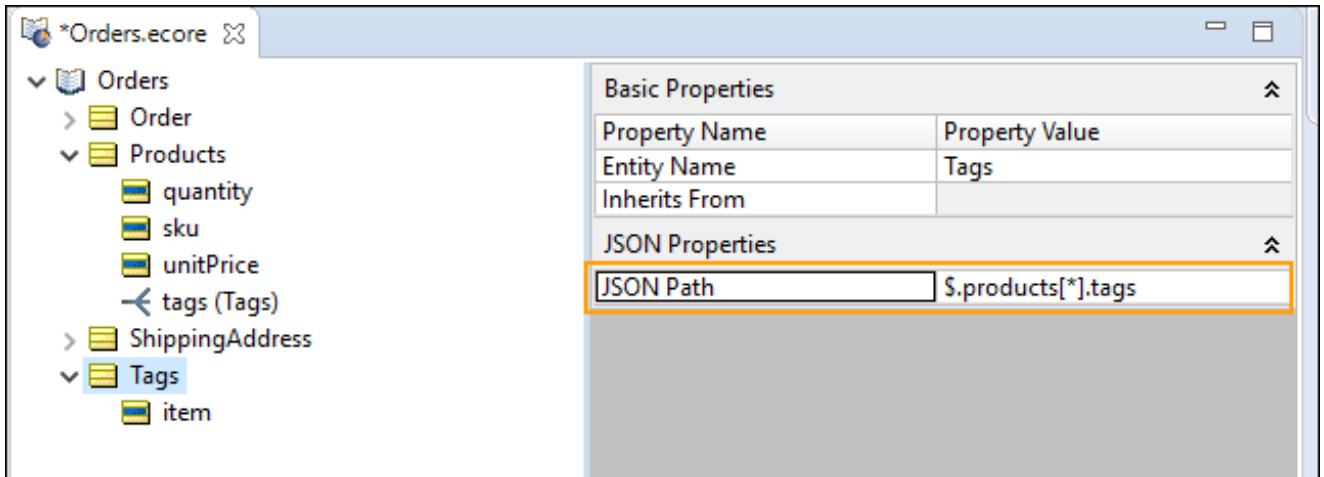 *Orders.ecore
Orders
Order
Products
quantity
sku
unitPrice
tags (Tags)
ShippingAddress
Tags
item
Basic Properties
Property Name Property Value
Entity Name Tags
Inherits From
JSON Properties
JSON Path $.products[*].tags